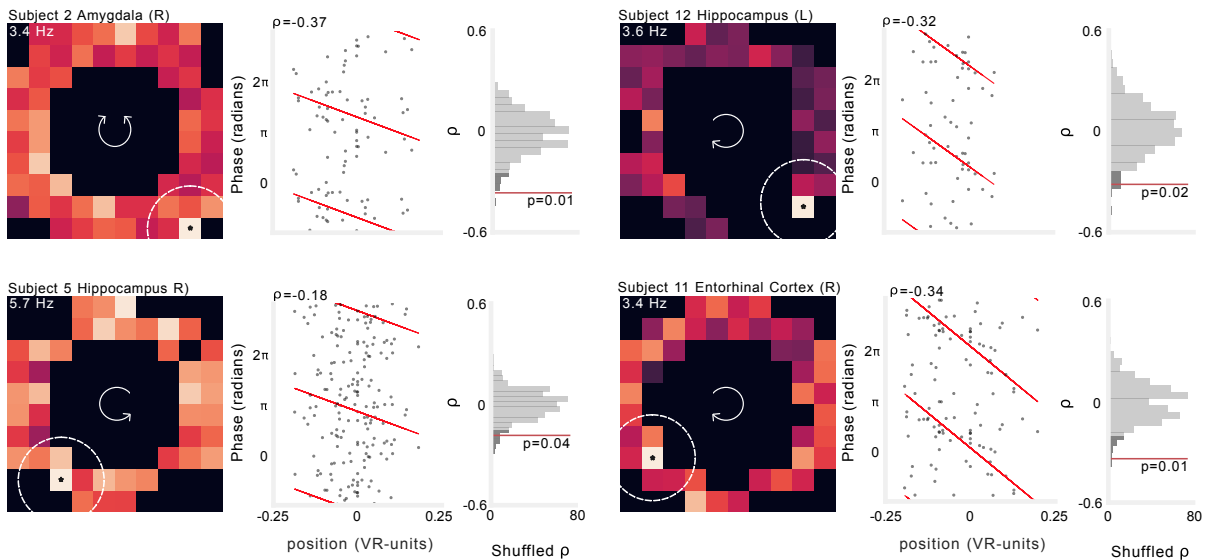 Subject 2 Amygdala (R)
3.4 Hz
ρ=-0.37
Phase (radians)
2π
π
0
ρ
0
-0.6
p=0.01
Subject 12 Hippocampus (L)
3.6 Hz
ρ=-0.32
Phase (radians)
2π
π
0
0.6
ρ
0
-0.6
p=0.02
Subject 5 Hippocampus R)
5.7 Hz
ρ=-0.18
Phase (radians)
2π
π
0
-0.25
0
0.25
position (VR-units)
0.6
ρ
0
-0.6
p=0.04
0
80
Shuffled ρ
Subject 11 Entorhinal Cortex (R)
3.4 Hz
ρ=-0.34
Phase (radians)
2π
π
0
-0.25
0
0.25
position (VR-units)
0.6
ρ
0
-0.6
p=0.01
0
80
Shuffled ρ